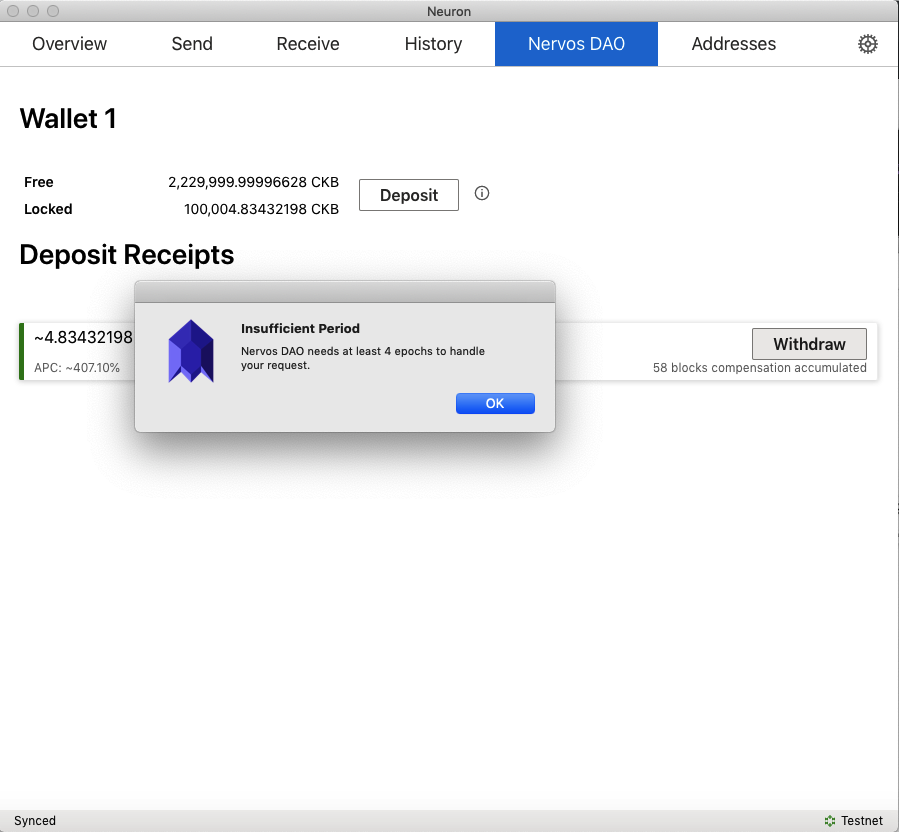 Neuron
Overview Send Receive History Nervos DAO Addresses
Wallet 1
Free 2,229,999.99996628 CKB
Deposit
Locked 100,004.83432198 CKB
Deposit Receipts
Insufficient Period
Nervos DAO needs at least 4 epochs to handle
your request.
OK
~4.83432198
Withdraw
APC: ~407.10%
58 blocks compensation accumulated
Synced
Testnet